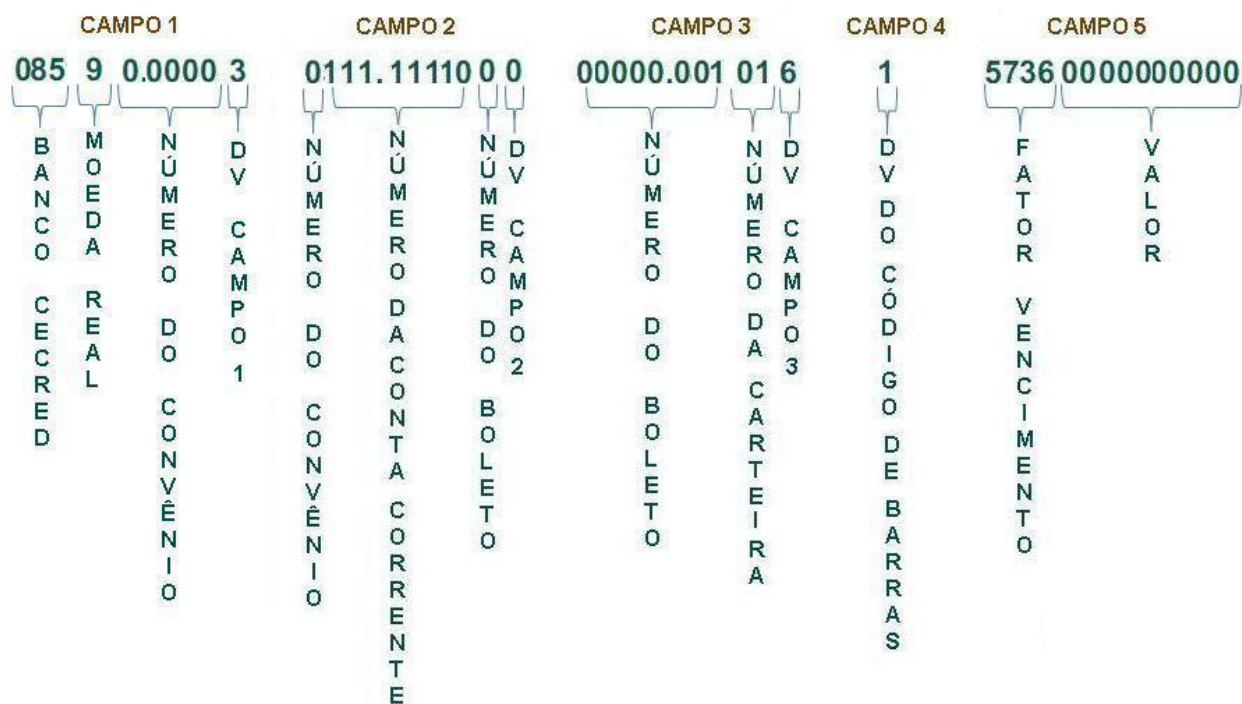 CAMPO 1 CAMPO 2 CAMPO 3 CAMPO 4 CAMPO 5
085 9 0.0000 3 0111.11110 0 0 00000.001 01 6 1 5736 0000000000
BANCO CECRED
MOEDA REAL
NÚMERO DO CONVÊNIO
DV CAMPO 1
NÚMERO DO CONVÊNIO
NÚMERO DA CONTA CORRENTE
NÚMERO DO BOLETO
DV CAMPO 2
NÚMERO DO BOLETO
NÚMERO DA CARTEIRA
DV CAMPO 3
DV DO CÓDIGO DE BARRAS
FATOR VENCIMENTO
VALOR